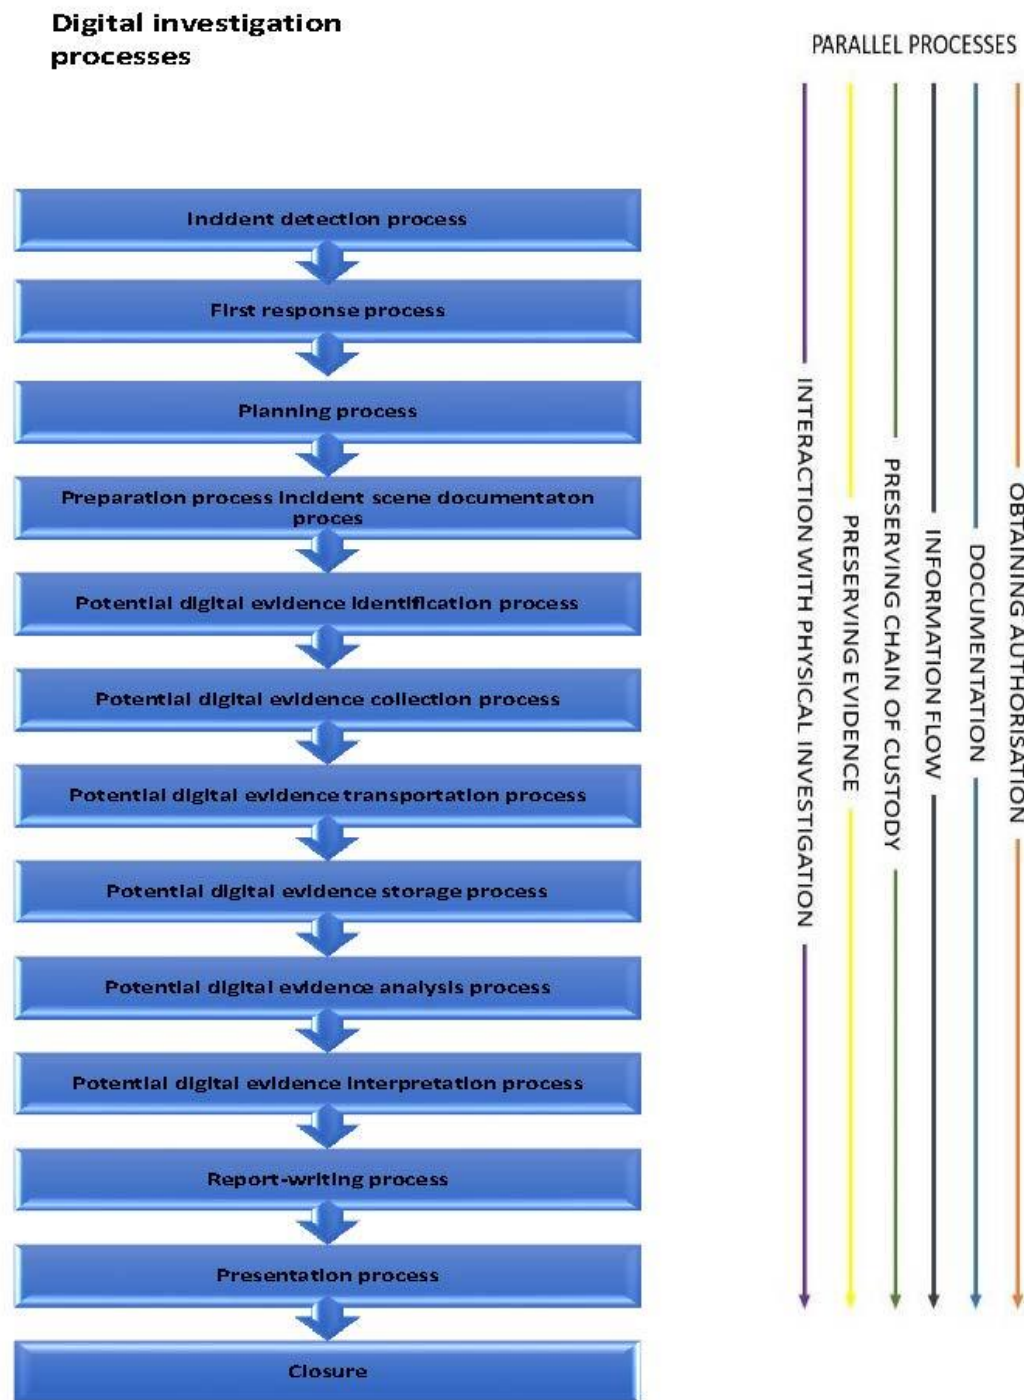 Digital investigation
processes
PARALLEL PROCESSES
Incident detection process
First response process
Planning process
Preparation process incident scene documentaton
proces
Potential digital evidence identification process
Potential digital evidence collection process
Potential digital evidence transportation process
Potential digital evidence storage process
Potential digital evidence analysis process
Potential digital evidence interpretation process
Report-writing process
Presentation process
Closure
INTERACTION WITH PHYSICAL INVESTIGATION
PRESERVING EVIDENCE
PRESERVING CHAIN OF CUSTODY
INFORMATION FLOW
DOCUMENTATION
OBTAINING AUTHORISATION